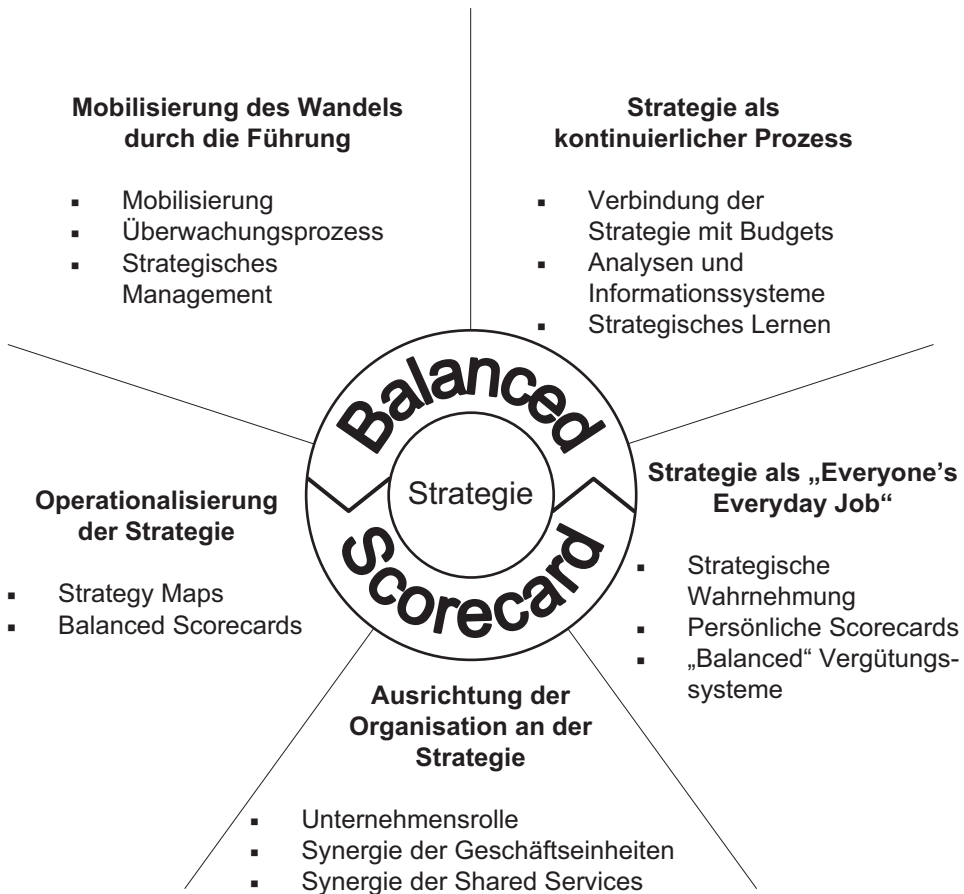 Mobilisierung des Wandels
durch die Führung
▪ Mobilisierung
▪ Überwachungsprozess
▪ Strategisches
Management
Strategie als
kontinuierlicher Prozess
▪ Verbindung der
Strategie mit Budgets
▪ Analysen und
Informationssysteme
▪ Strategisches Lernen
Balanced
Strategie
Scorecard
Operationalisierung
der Strategie
▪ Strategy Maps
▪ Balanced Scorecards
Strategie als „Everyone's
Everyday Job“
▪ Strategische
Wahrnehmung
▪ Persönliche Scorecards
▪ „Balanced“ Vergütungs-
systeme
Ausrichtung der
Organisation an der
Strategie
▪ Unternehmensrolle
▪ Synergie der Geschäftseinheiten
▪ Synergie der Shared Services